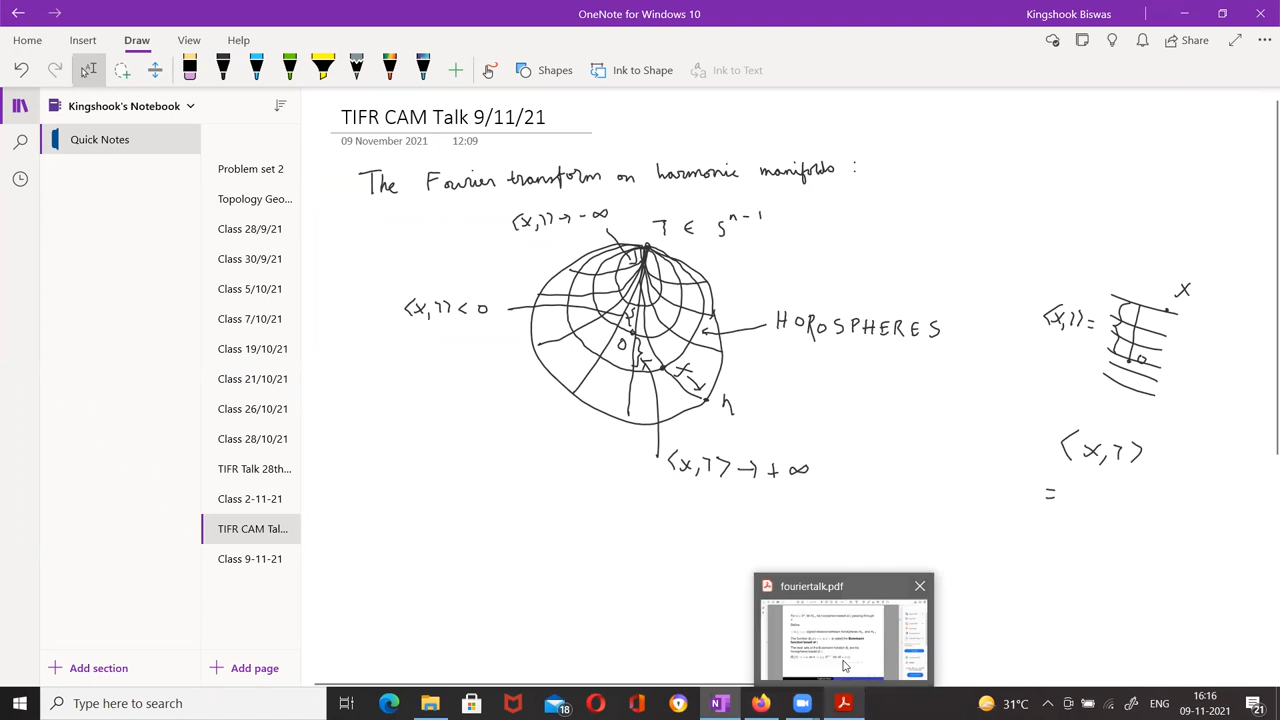 OneNote for Windows 10
Kingshook Biswas
Home Insert Draw View Help
Share
Shapes Ink to Shape Ink to Text
Kingshook's Notebook
Quick Notes
Problem set 2
Topology Geo...
Class 28/9/21
Class 30/9/21
Class 5/10/21
Class 7/10/21
Class 19/10/21
Class 21/10/21
Class 26/10/21
Class 28/10/21
TIFR Talk 28th...
Class 2-11-21
TIFR CAM Tal...
Class 9-11-21
Add page
TIFR CAM Talk 9/11/21
09 November 2021 12:09
The Fourier transform on harmonic manifolds :
⟨x,ξ⟩ → -∞
ξ ∈ S^{n-1}
⟨x,ξ⟩ < 0
HOROSPHERES
O
x
η
⟨x,ξ⟩ → +∞
x
⟨x,ξ⟩ =
O
⟨x,ξ⟩
=
fouriertalk.pdf
Type here to search
18
31°C
ENG
16:16
09-11-2021
21